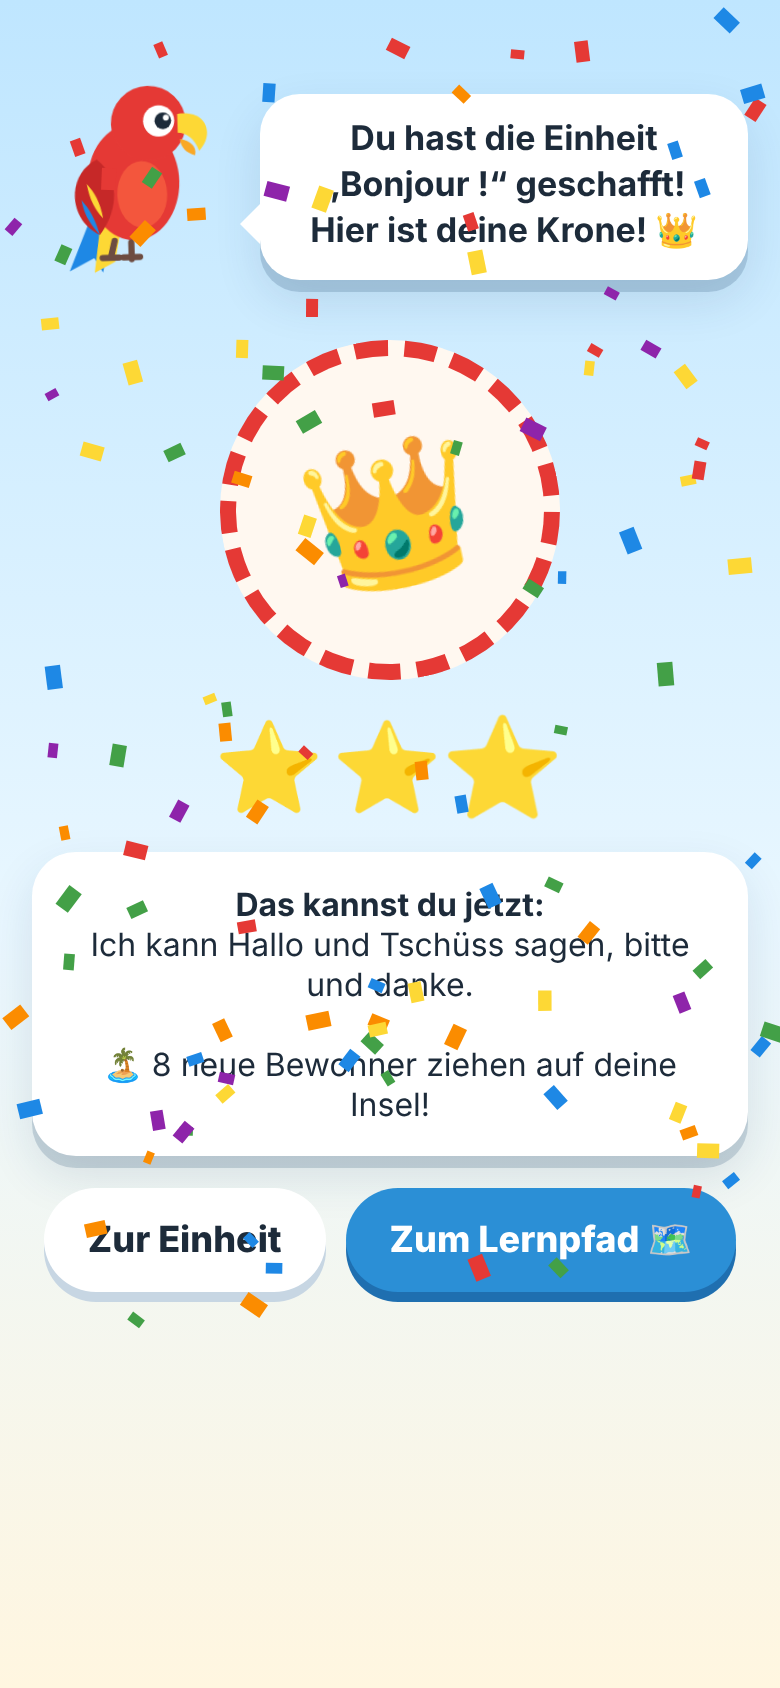 Du hast die Einheit
„Bonjour !“ geschafft!
Hier ist deine Krone! 👑
Das kannst du jetzt:
Ich kann Hallo und Tschüss sagen, bitte
und danke.
🏝️ 8 neue Bewohner ziehen auf deine
Insel!
Zur Einheit
Zum Lernpfad 🗺️